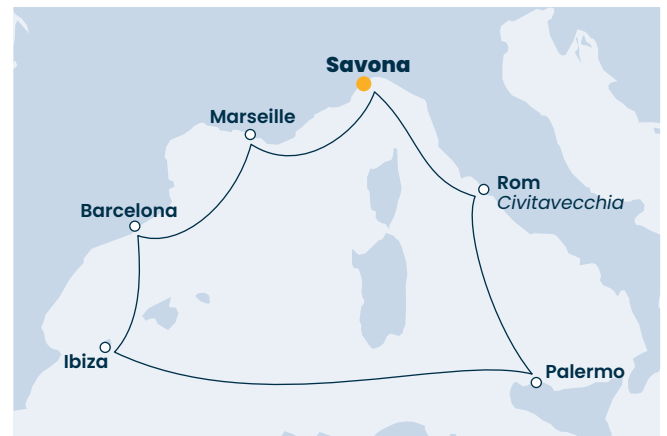 Savona
Marseille
Rom
Civitavecchia
Barcelona
Ibiza
Palermo